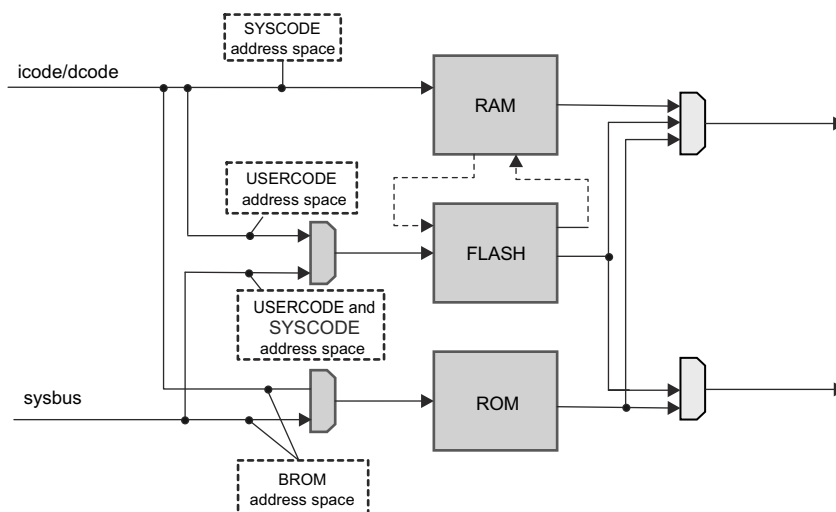 SYSCODE
address space
icode/dcode
RAM
USERCODE
address space
FLASH
USERCODE and
SYSCODE
address space
sysbus
ROM
BROM
address space